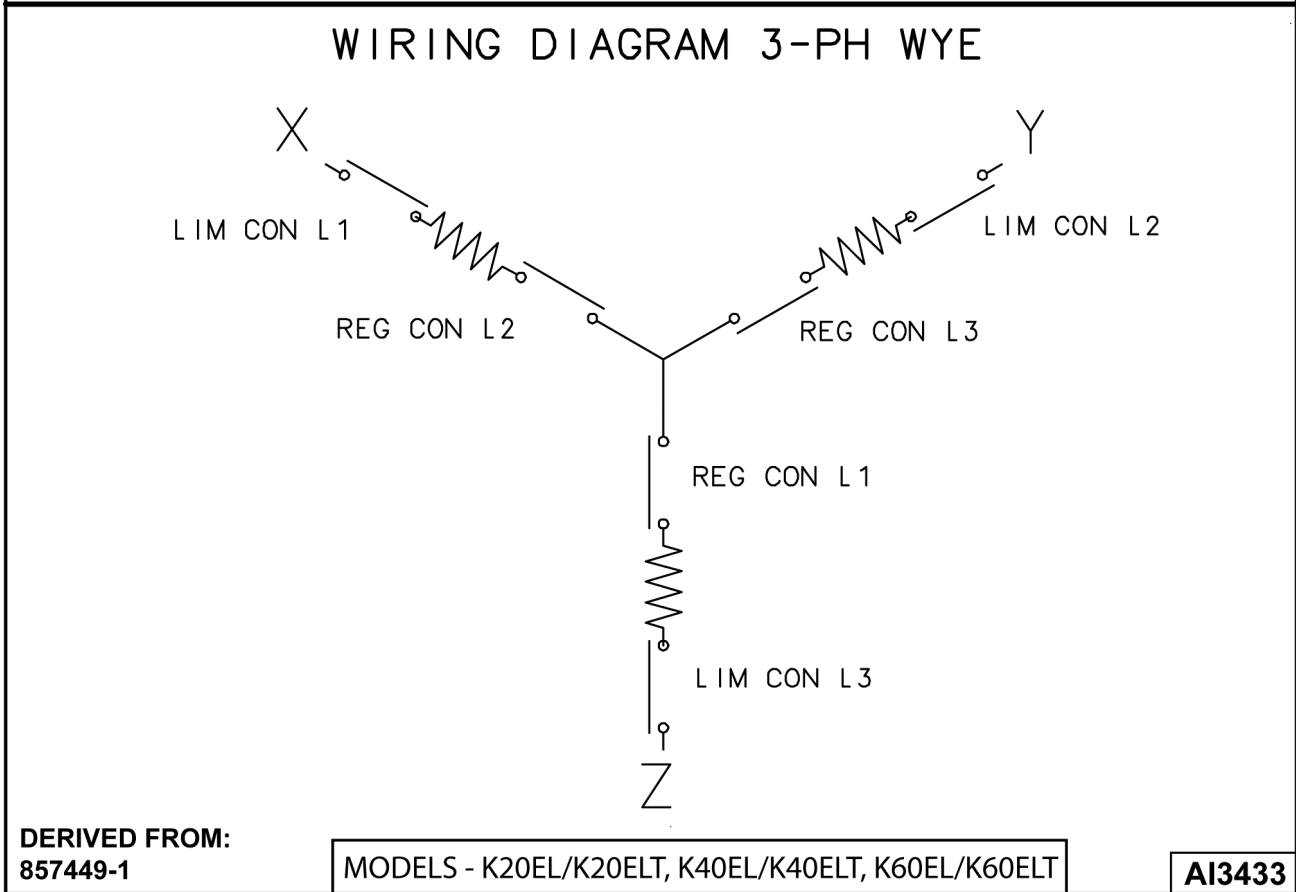 WIRING DIAGRAM 3-PH WYE
X
Y
LIM CON L1
LIM CON L2
REG CON L2
REG CON L3
REG CON L1
LIM CON L3
Z
DERIVED FROM:
857449-1
MODELS - K20EL/K20ELT, K40EL/K40ELT, K60EL/K60ELT
AI3433